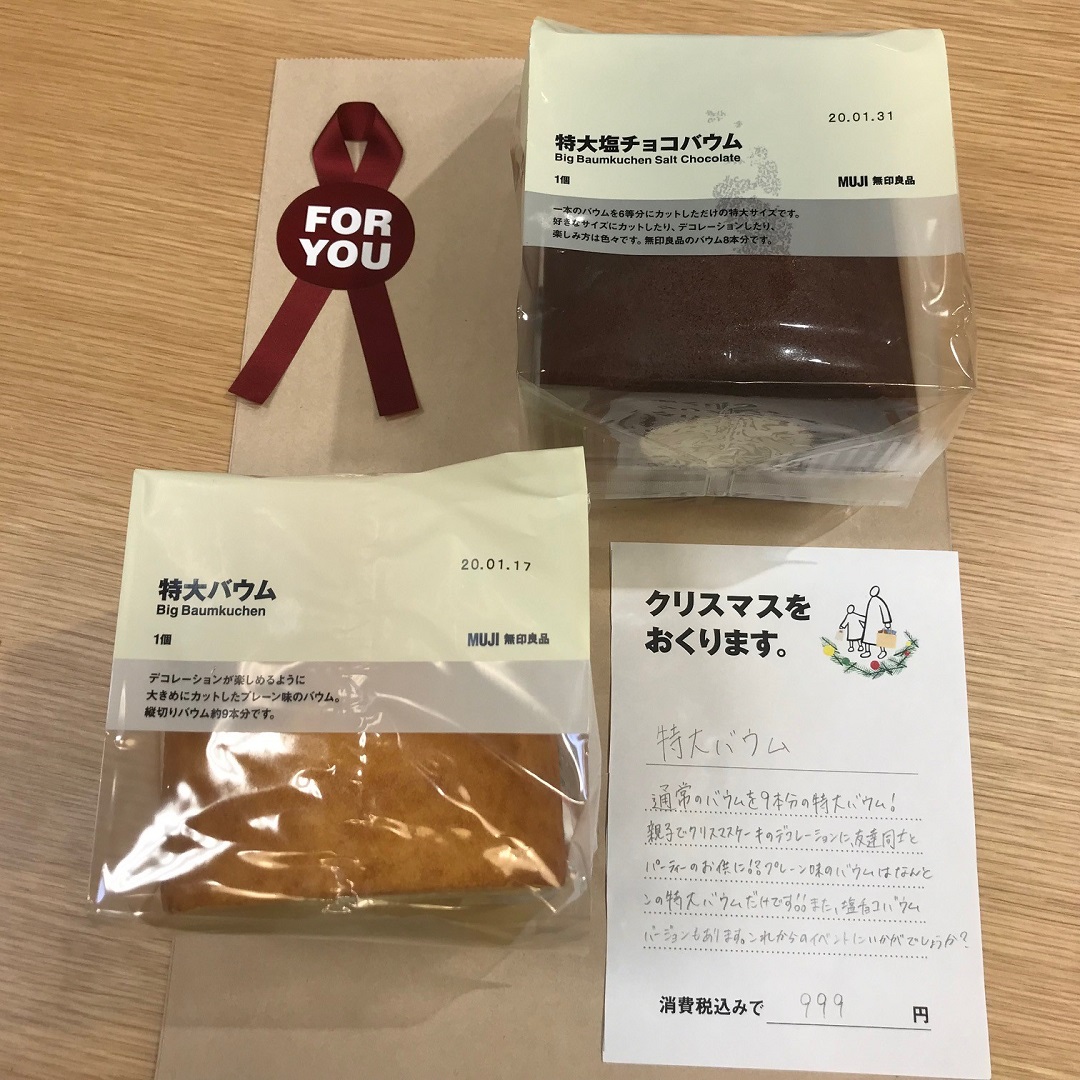 FOR
YOU
20.01.31
特大塩チョコバウム
Big Baumkuchen Salt Chocolate
1個
MUJI 無印良品
一本のバウムを6等分にカットしただけの特大サイズです。
好きなサイズにカットしたり、デコレーションしたり、
楽しみ方は色々です。無印良品のバウム8本分です。
20.01.17
特大バウム
Big Baumkuchen
1個
MUJI 無印良品
デコレーションが楽しめるように
大きめにカットしたプレーン味のバウム。
縦切りバウム約9本分です。
クリスマスを
おくります。
特大バウム
通常のバウムを9本分の特大バウム!
親子でクリスマスケーキのデコレーションに、友達同士と
パーティーのお供に プレーン味のバウムはなんと
この特大バウムだけです また、塩チョコバウム
バージョンもあります。これからのイベントにいかがでしょうか?
消費税込みで 999 円